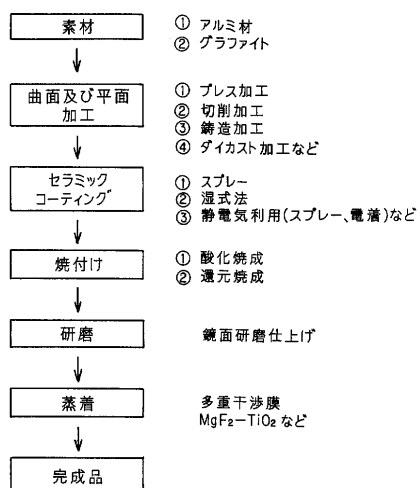 素材
① アルミ材
② グラファイト
曲面及び平面
加工
① プレス加工
② 切削加工
③ 鋳造加工
④ ダイカスト加工など
セラミック
コーティング
① スプレー
② 湿式法
③ 静電気利用(スプレー、電着)など
焼付け
① 酸化焼成
② 還元焼成
研磨
鏡面研磨仕上げ
蒸着
多重干渉膜
MgF₂−TiO₂など
完成品